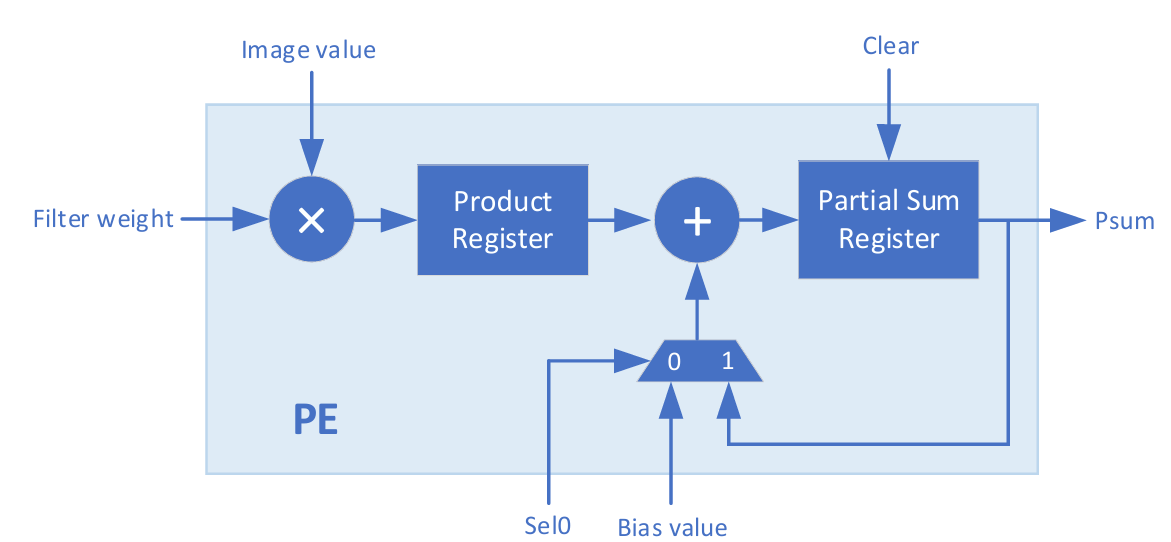 Image value
Clear
Filter weight
×
Product
Register
+
Partial Sum
Register
Psum
0 1
PE
Sel0
Bias value